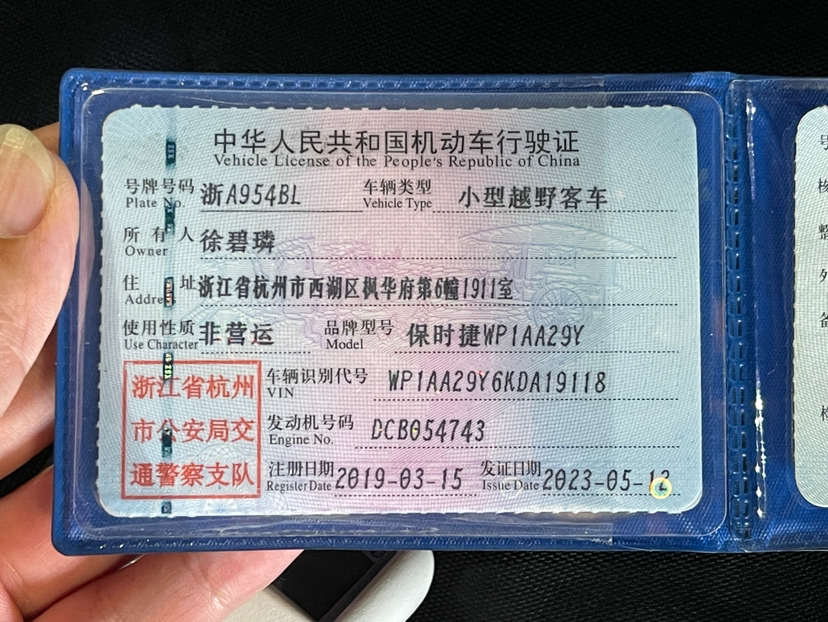 中华人民共和国机动车行驶证
Vehicle License of the People's Republic of China
号牌号码 浙A954BL 车辆类型 小型越野客车
Plate No. Vehicle Type
所有人 徐碧璘
Owner
住址 浙江省杭州市西湖区枫华府第6幢1911室
Address
使用性质 非营运 品牌型号 保时捷WP1AA29Y
Use Character Model
浙江省杭州
市公安局交
通警察支队
车辆识别代号 WP1AA29Y6KDA19118
VIN
发动机号码 DCB054743
Engine No.
注册日期 2019-03-15 发证日期 2023-05-
Register Date Issue Date
号
核
整
外
备
检